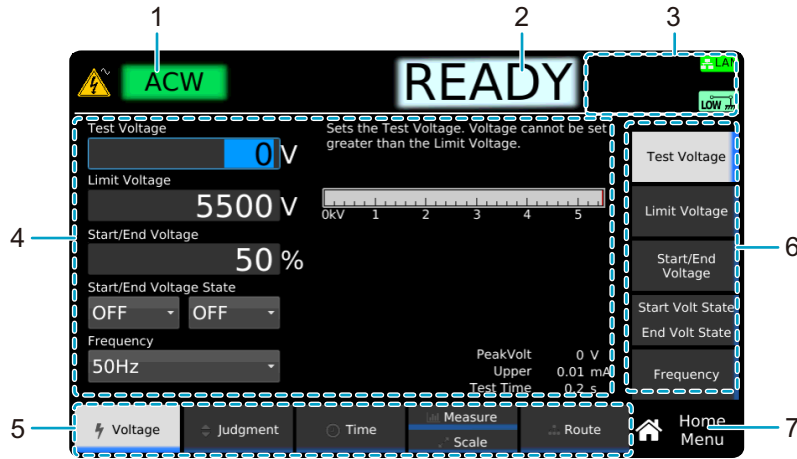 1
2
3
ACW
READY
LAN
LOW
Test Voltage
0 V
Sets the Test Voltage. Voltage cannot be set
greater than the Limit Voltage.
Limit Voltage
5500 V
0kV 1 2 3 4 5
Start/End Voltage
50 %
Start/End Voltage State
OFF OFF
Frequency
50Hz
PeakVolt 0 V
Upper 0.01 mA
Test Time 0.2 s
Test Voltage
Limit Voltage
Start/End
Voltage
Start Volt State
End Volt State
Frequency
4
6
5
Voltage
Judgment
Time
Measure
Scale
Route
Home
Menu
7